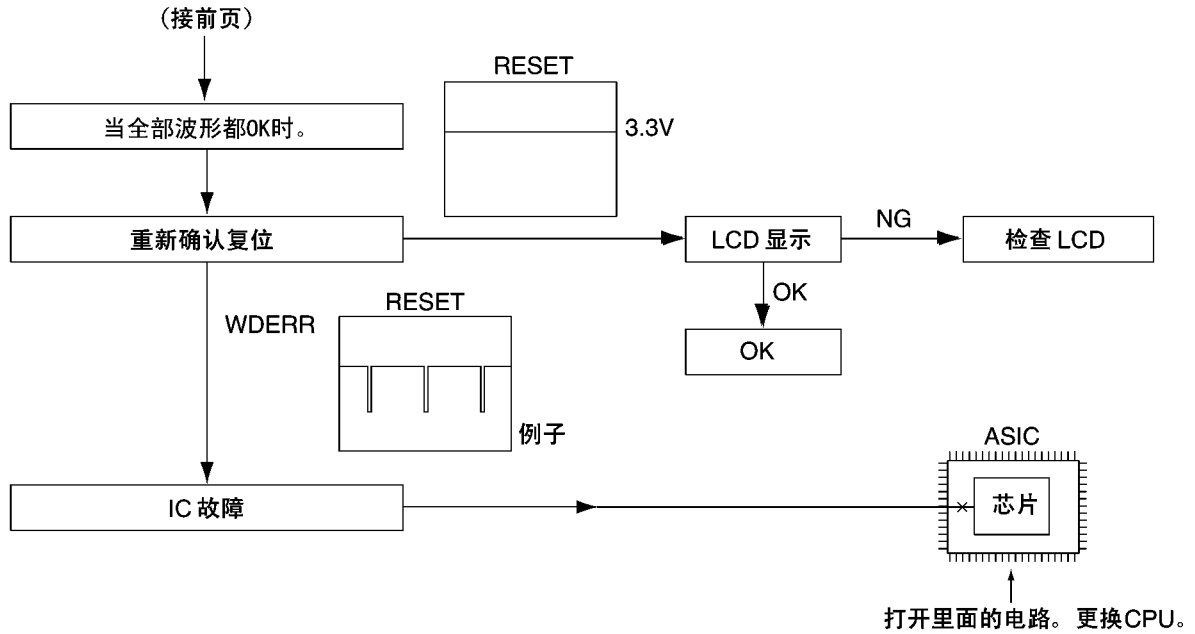 (接前页)
RESET
3.3V
当全部波形都OK时。
重新确认复位
LCD 显示
NG
检查 LCD
OK
OK
WDERR
RESET
例子
IC 故障
ASIC
芯片
打开里面的电路。更换CPU。